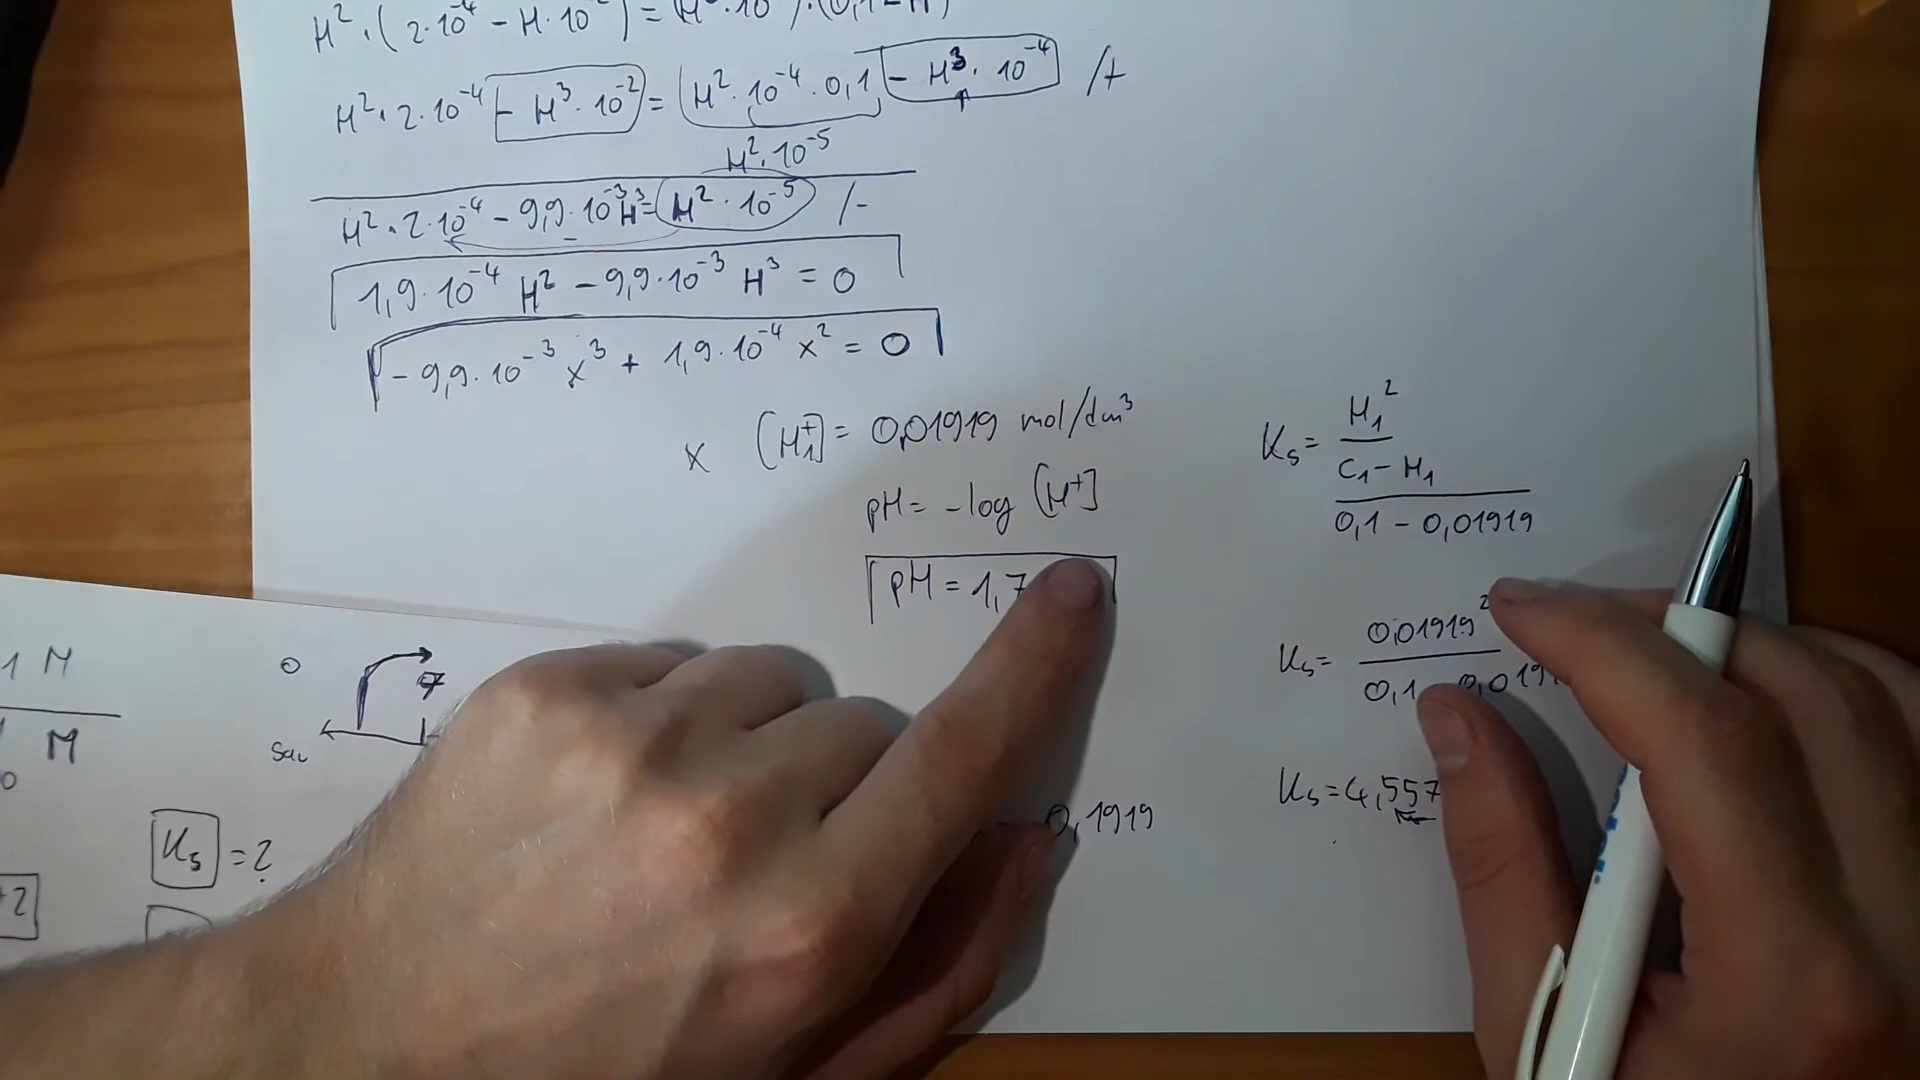 H² · (2·10⁻⁴ - H·10
H²·2·10⁻⁴ - H³·10⁻² = H²·10⁻⁴·0,1 - H³·10⁻⁴ /+
H²·10⁻⁵
H²·2·10⁻⁴ - 9,9·10⁻³H³ = H²·10⁻⁵ /-
1,9·10⁻⁴ H² - 9,9·10⁻³ H³ = 0
-9,9·10⁻³ x³ + 1,9·10⁻⁴ x² = 0
x [H₁⁺] = 0,01919 mol/dm³
pH = -log [H⁺]
pH = 1,7
0,1919
Ks = H₁² / C₁ - H₁
0,1 - 0,01919
Ks = 0,01919² / 0,1 0,019
Ks = 4,557
1 M
M
0
sau
Ks = ?
+2